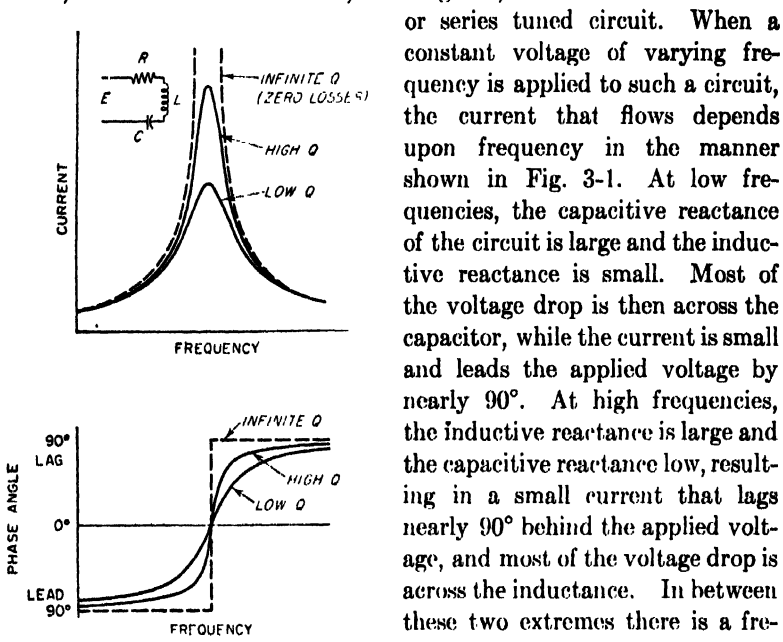 or series tuned circuit. When a
constant voltage of varying fre-
quency is applied to such a circuit,
the current that flows depends
upon frequency in the manner
shown in Fig. 3-1. At low fre-
quencies, the capacitive reactance
of the circuit is large and the induc-
tive reactance is small. Most of
the voltage drop is then across the
capacitor, while the current is small
and leads the applied voltage by
nearly 90°. At high frequencies,
the inductive reactance is large and
the capacitive reactance low, result-
ing in a small current that lags
nearly 90° behind the applied volt-
age, and most of the voltage drop is
across the inductance. In between
these two extremes there is a fre-
R
E
L
C
INFINITE Q
(ZERO LOSSES)
HIGH Q
LOW Q
CURRENT
FREQUENCY
INFINITE Q
90°
LAG
HIGH Q
LOW Q
0°
PHASE ANGLE
LEAD
90°
FREQUENCY